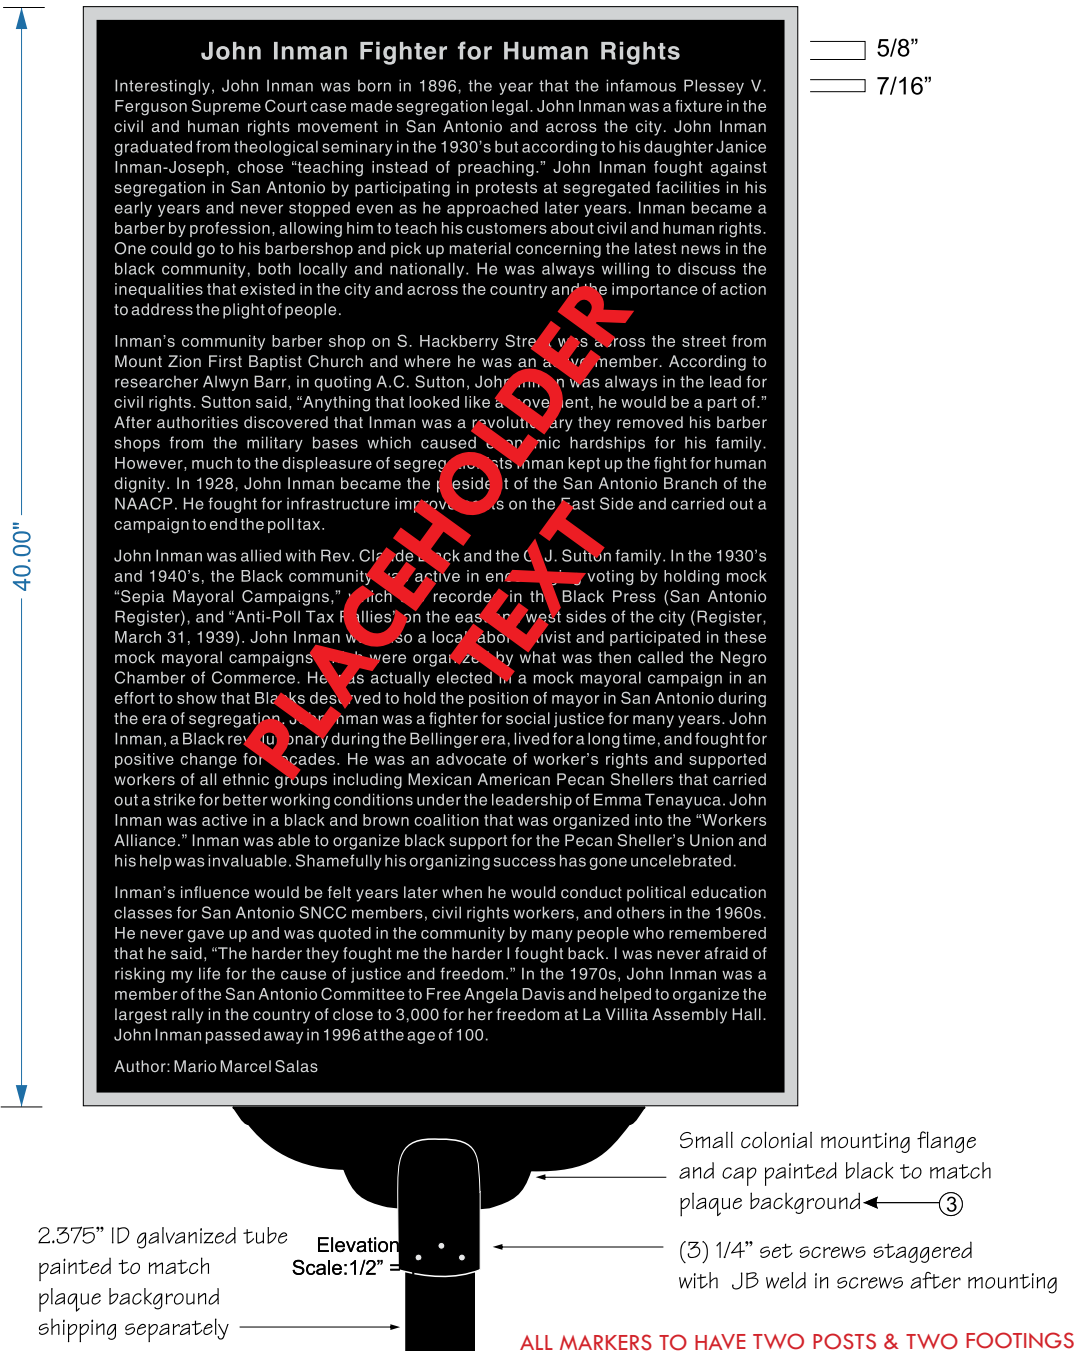 John Inman Fighter for Human Rights
Interestingly, John Inman was born in 1896, the year that the infamous Plessey V.
Ferguson Supreme Court case made segregation legal. John Inman was a fixture in the
civil and human rights movement in San Antonio and across the city. John Inman
graduated from theological seminary in the 1930's but according to his daughter Janice
Inman-Joseph, chose “teaching instead of preaching.” John Inman fought against
segregation in San Antonio by participating in protests at segregated facilities in his
early years and never stopped even as he approached later years. Inman became a
barber by profession, allowing him to teach his customers about civil and human rights.
One could go to his barbershop and pick up material concerning the latest news in the
black community, both locally and nationally. He was always willing to discuss the
inequalities that existed in the city and across the country and the importance of action
to address the plight of people.
Inman's community barber shop on S. Hackberry Street was across the street from
Mount Zion First Baptist Church and where he was an active member. According to
researcher Alwyn Barr, in quoting A.C. Sutton, John Inman was always in the lead for
civil rights. Sutton said, “Anything that looked like a movement, he would be a part of.”
After authorities discovered that Inman was a revolutionary they removed his barber
shops from the military bases which caused economic hardships for his family.
However, much to the displeasure of segregationists Inman kept up the fight for human
dignity. In 1928, John Inman became the president of the San Antonio Branch of the
NAACP. He fought for infrastructure improvements on the East Side and carried out a
campaign to end the poll tax.
John Inman was allied with Rev. Claude Black and the G. J. Sutton family. In the 1930's
and 1940's, the Black community was active in encouraging voting by holding mock
“Sepia Mayoral Campaigns,” which recorded in the Black Press (San Antonio
Register), and “Anti-Poll Tax Rallies” on the east and west sides of the city (Register,
March 31, 1939). John Inman was also a local labor activist and participated in these
mock mayoral campaigns which were organized by what was then called the Negro
Chamber of Commerce. He was actually elected in a mock mayoral campaign in an
effort to show that Blacks deserved to hold the position of mayor in San Antonio during
the era of segregation. John Inman was a fighter for social justice for many years. John
Inman, a Black revolutionary during the Bellinger era, lived for a long time, and fought for
positive change for decades. He was an advocate of worker's rights and supported
workers of all ethnic groups including Mexican American Pecan Shellers that carried
out a strike for better working conditions under the leadership of Emma Tenayuca. John
Inman was active in a black and brown coalition that was organized into the “Workers
Alliance.” Inman was able to organize black support for the Pecan Sheller's Union and
his help was invaluable. Shamefully his organizing success has gone uncelebrated.
Inman's influence would be felt years later when he would conduct political education
classes for San Antonio SNCC members, civil rights workers, and others in the 1960s.
He never gave up and was quoted in the community by many people who remembered
that he said, “The harder they fought me the harder I fought back. I was never afraid of
risking my life for the cause of justice and freedom.” In the 1970s, John Inman was a
member of the San Antonio Committee to Free Angela Davis and helped to organize the
largest rally in the country of close to 3,000 for her freedom at La Villita Assembly Hall.
John Inman passed away in 1996 at the age of 100.
Author: Mario Marcel Salas
PLACEHOLDER
TEXT
5/8”
7/16”
40.00"
Small colonial mounting flange
and cap painted black to match
plaque background
3
(3) 1/4” set screws staggered
with JB weld in screws after mounting
2.375” ID galvanized tube
painted to match
plaque background
shipping separately
Elevation
Scale:1/2” =
ALL MARKERS TO HAVE TWO POSTS & TWO FOOTINGS